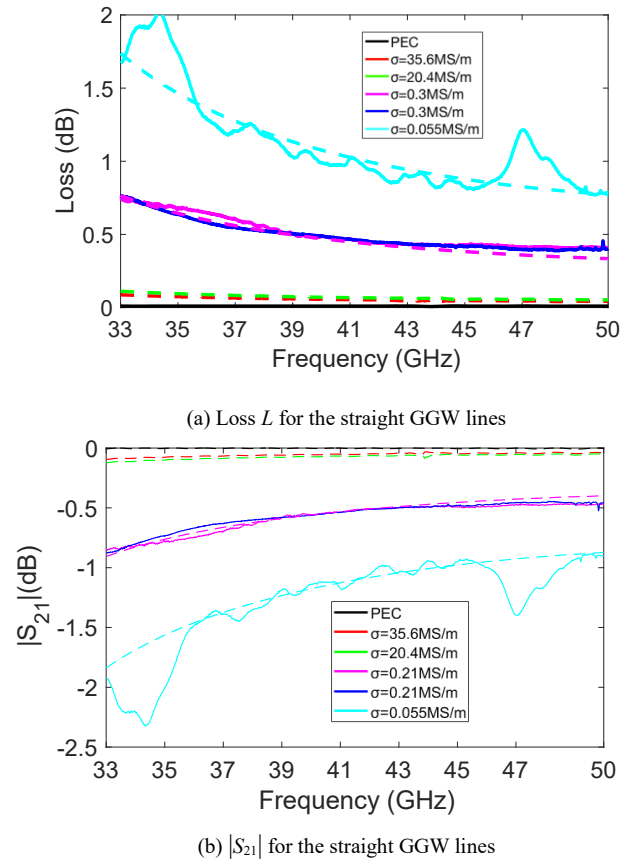 2
1.5
1
0.5
0
Loss (dB)
PEC
σ=35.6MS/m
σ=20.4MS/m
σ=0.3MS/m
σ=0.3MS/m
σ=0.055MS/m
33 35 37 39 41 43 45 47 50
Frequency (GHz)
(a) Loss L for the straight GGW lines
0
-0.5
-1
-1.5
-2
-2.5
|S21|(dB)
PEC
σ=35.6MS/m
σ=20.4MS/m
σ=0.21MS/m
σ=0.21MS/m
σ=0.055MS/m
33 35 37 39 41 43 45 47 50
Frequency (GHz)
(b) |S21| for the straight GGW lines